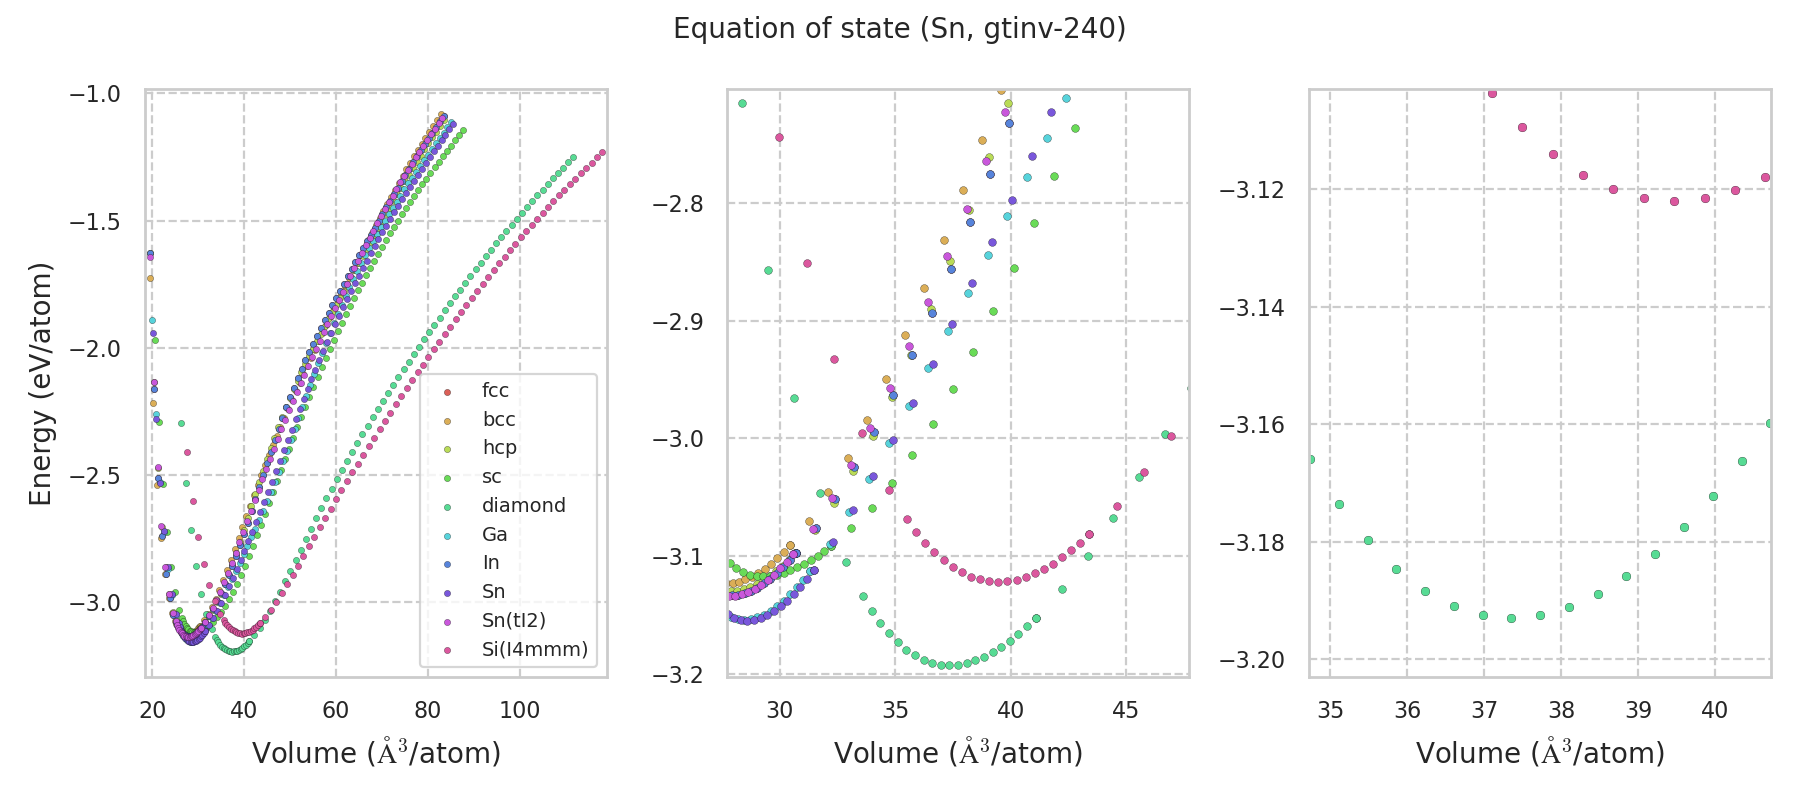 Equation of state (Sn, gtinv-240)
Energy (eV/atom)
−1.0
−1.5
−2.0
−2.5
−3.0
20 40 60 80 100
Volume (Å³/atom)
fcc
bcc
hcp
sc
diamond
Ga
In
Sn
Sn(tI2)
Si(I4mmm)
−2.8
−2.9
−3.0
−3.1
−3.2
30 35 40 45
Volume (Å³/atom)
−3.12
−3.14
−3.16
−3.18
−3.20
35 36 37 38 39 40
Volume (Å³/atom)